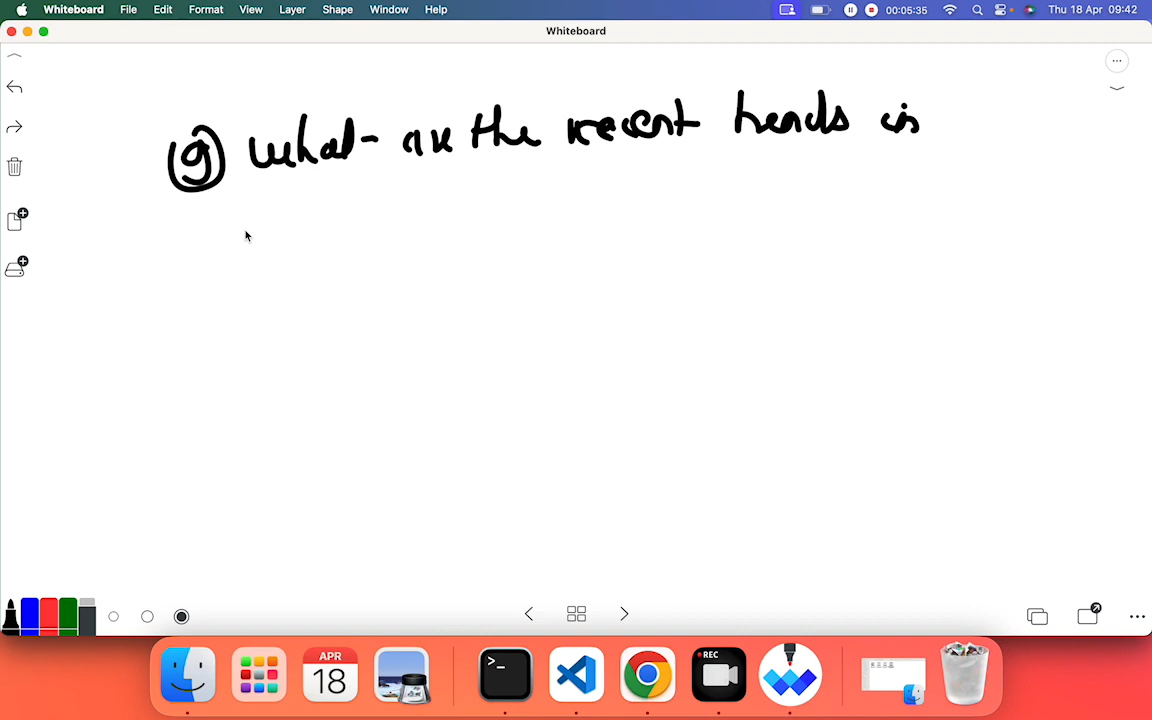 Whiteboard File Edit Format View Layer Shape Window Help 00:05:35 Thu 18 Apr 09:42
Whiteboard
9 What are the recent trends in
APR
18
REC